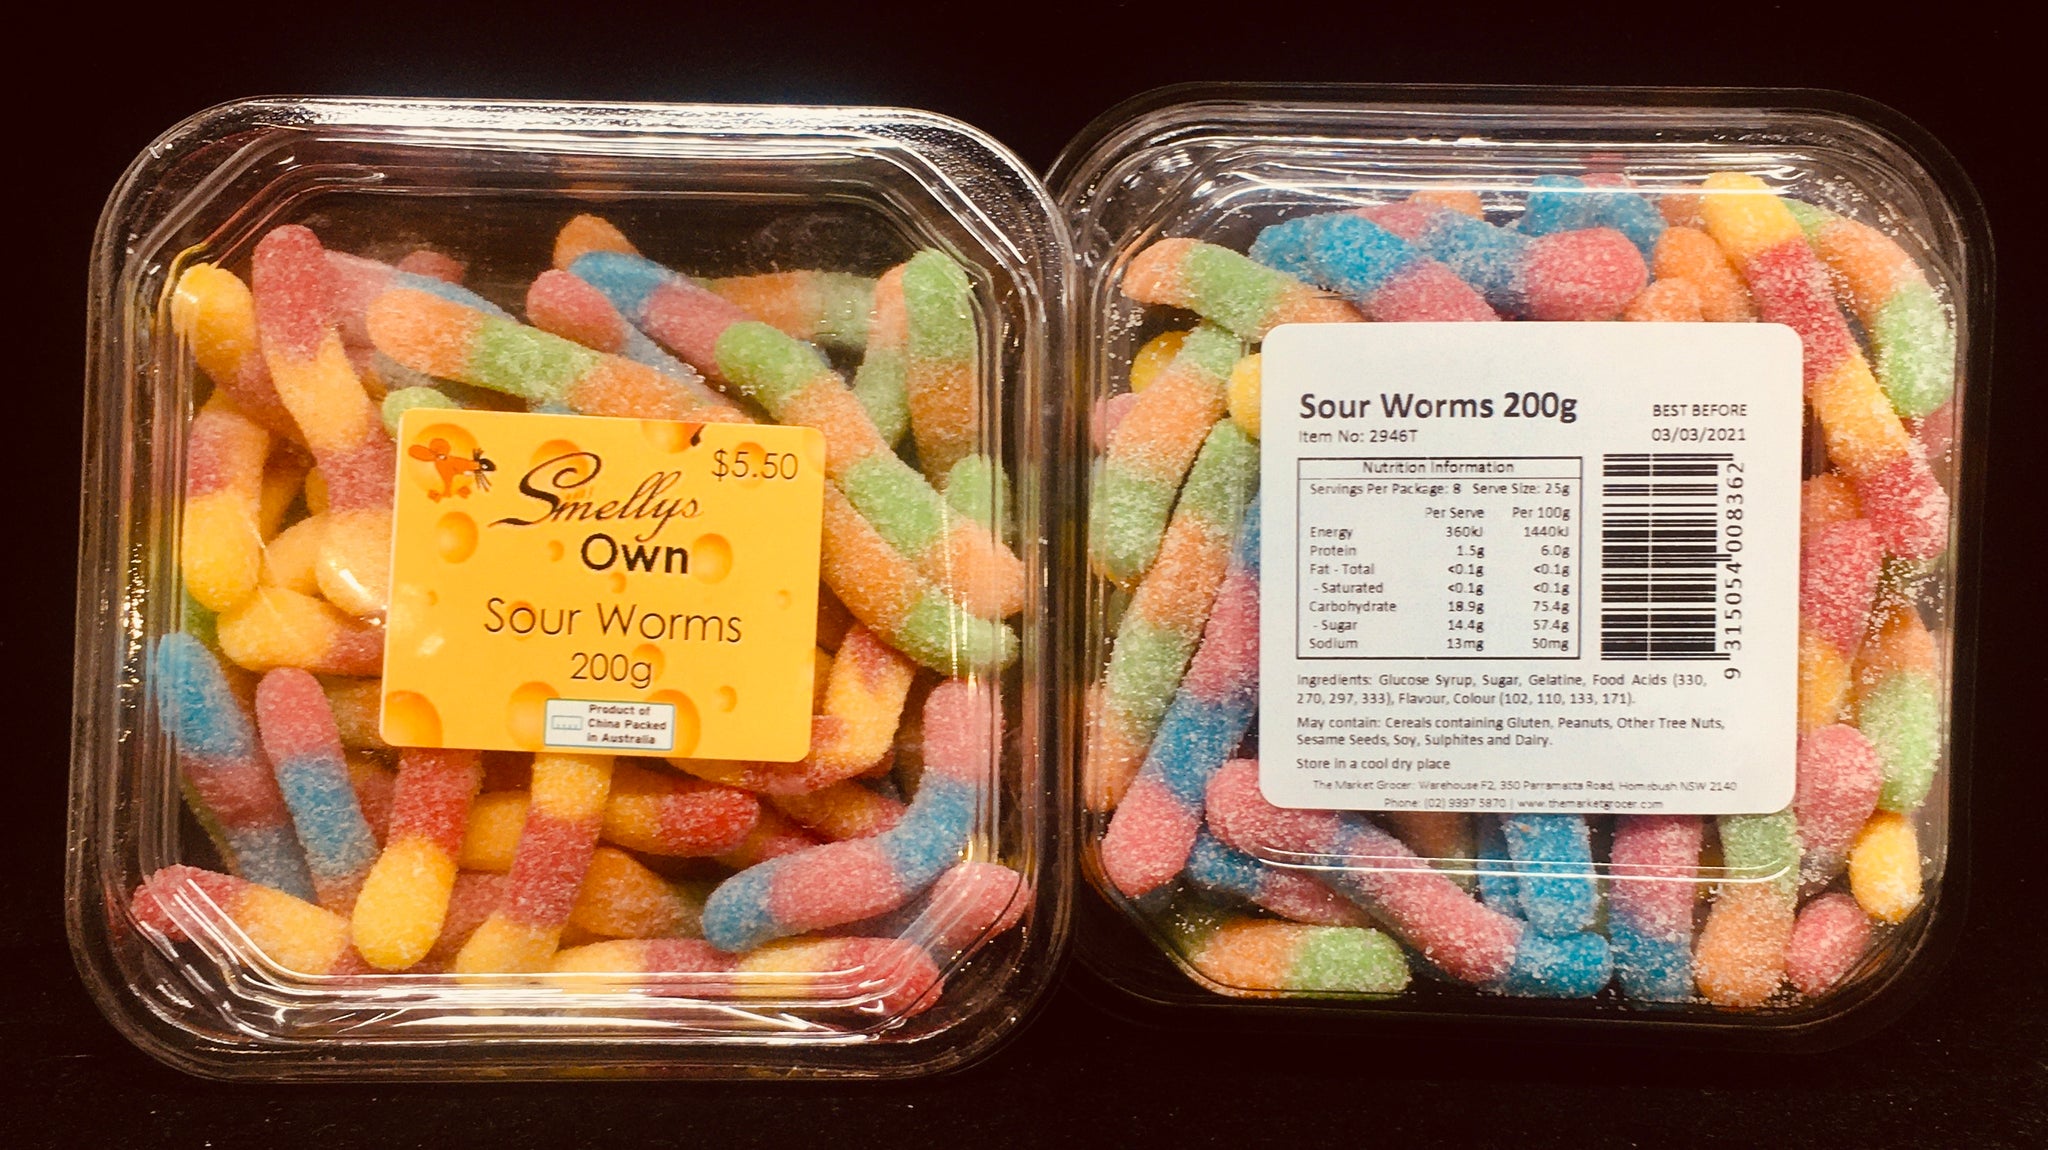 $5.50
Smellys
Own
Sour Worms
200g
Product of
China Packed
in Australia
Sour Worms 200g
Item No: 2946T
BEST BEFORE
03/03/2021
Nutrition Information
Servings Per Package: 8 Serve Size: 25g
Per Serve Per 100g
Energy 360kJ 1440kJ
Protein 1.5g 6.0g
Fat - Total <0.1g <0.1g
- Saturated <0.1g <0.1g
Carbohydrate 18.9g 75.4g
- Sugar 14.4g 57.4g
Sodium 13mg 50mg
9 315054 008362
Ingredients: Glucose Syrup, Sugar, Gelatine, Food Acids (330,
270, 297, 333), Flavour, Colour (102, 110, 133, 171).
May contain: Cereals containing Gluten, Peanuts, Other Tree Nuts,
Sesame Seeds, Soy, Sulphites and Dairy.
Store in a cool dry place
The Market Grocer: Warehouse F2, 350 Parramatta Road, Homebush NSW 2140
Phone: (02) 9397 5870 | www.themarketgrocer.com